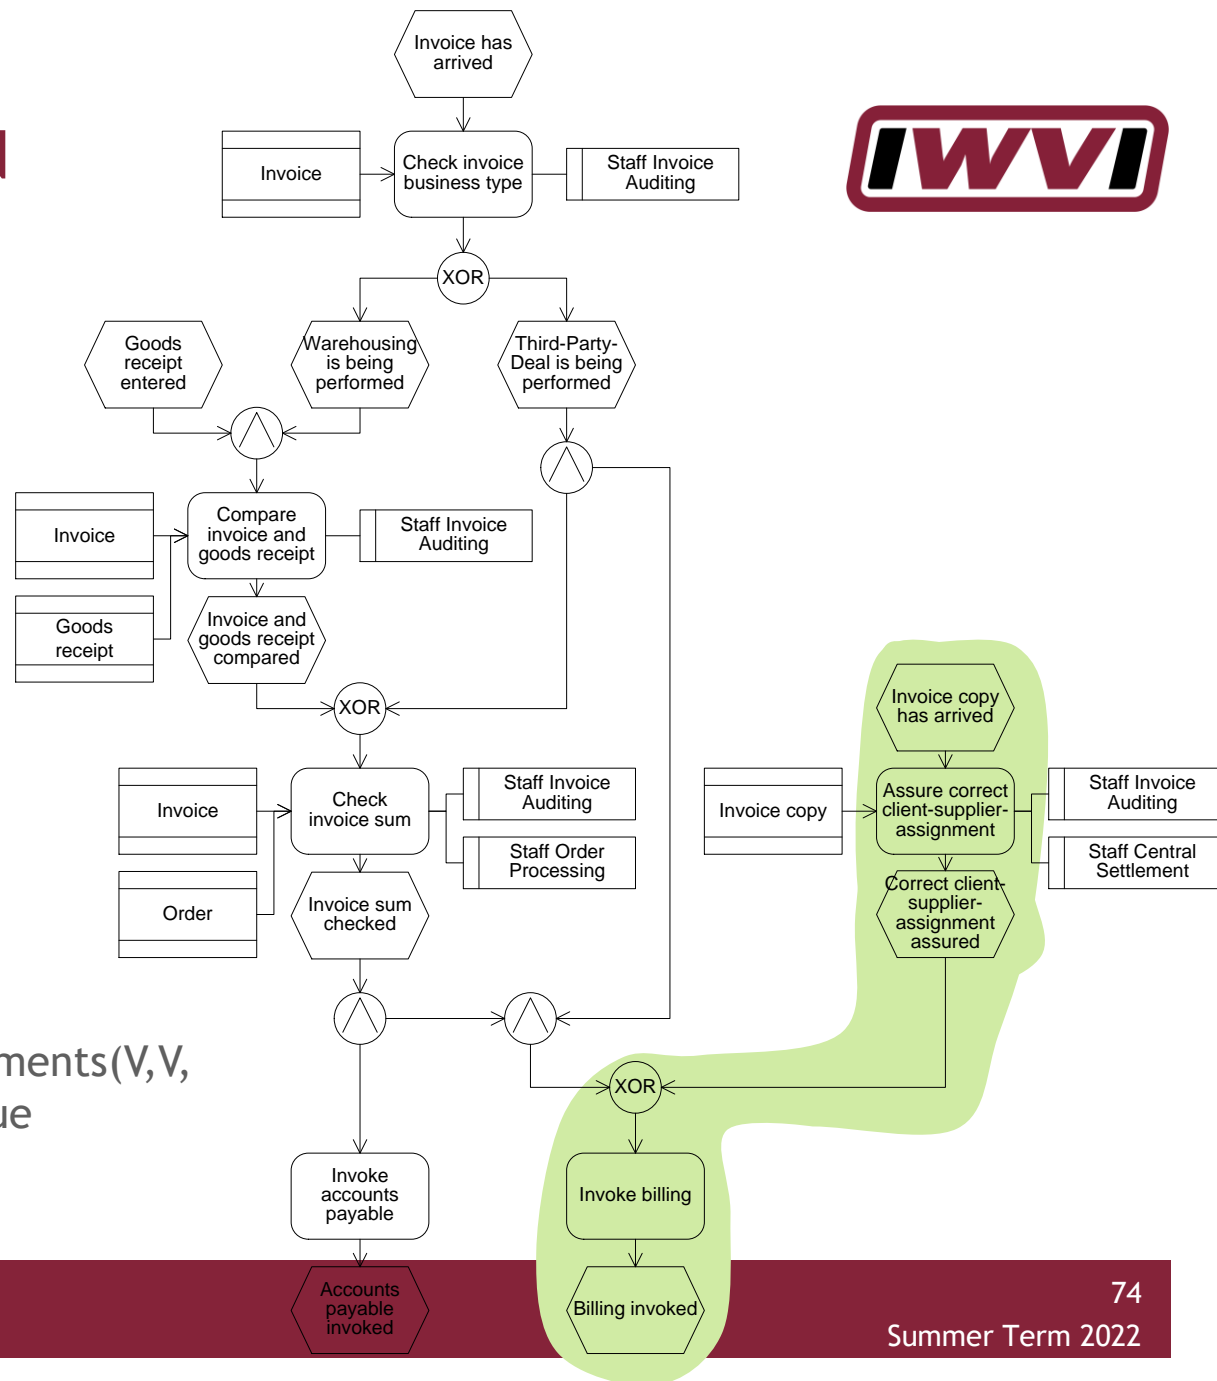 Invoice has
arrived
IWVI
Invoice
Check invoice
business type
Staff Invoice
Auditing
XOR
Goods
receipt
entered
Warehousing
is being
performed
Third-Party-
Deal is being
performed
Invoice
Compare
invoice and
goods receipt
Staff Invoice
Auditing
Goods
receipt
Invoice and
goods receipt
compared
XOR
Invoice copy
has arrived
Invoice
Check
invoice sum
Staff Invoice
Auditing
Staff Order
Processing
Invoice copy
Assure correct
client-supplier-
assignment
Staff Invoice
Auditing
Staff Central
Settlement
Order
Invoice sum
checked
Correct client-
supplier-
assignment
assured
ments(V,V,
ue
XOR
Invoke
accounts
payable
Invoke billing
Accounts
payable
invoked
Billing invoked
74
Summer Term 2022